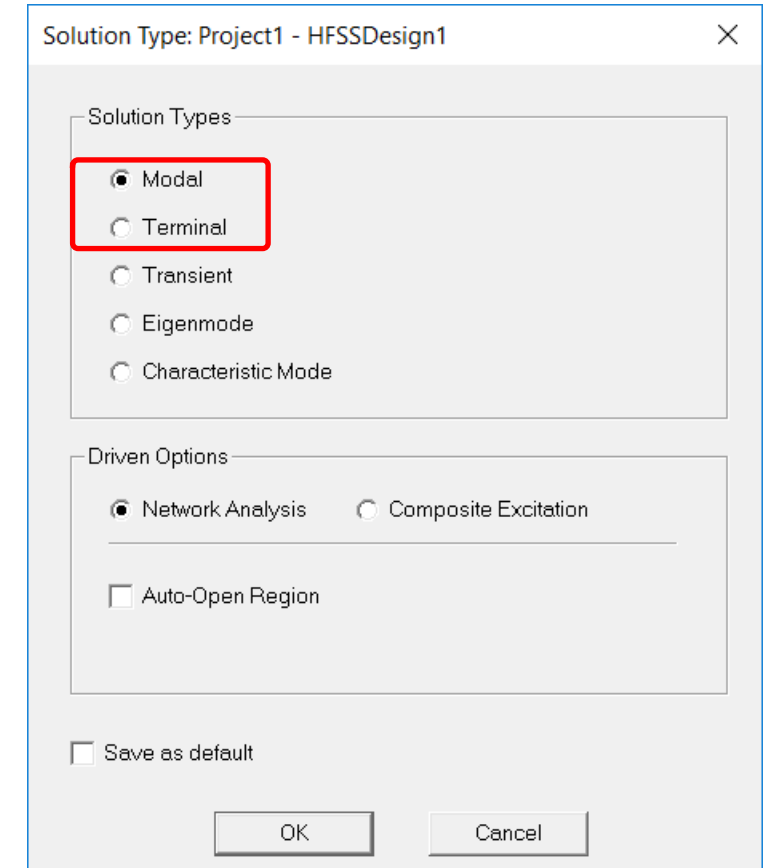 Solution Type: Project1 - HFSSDesign1
Solution Types
Modal
Terminal
Transient
Eigenmode
Characteristic Mode
Driven Options
Network Analysis Composite Excitation
Auto-Open Region
Save as default
OK Cancel